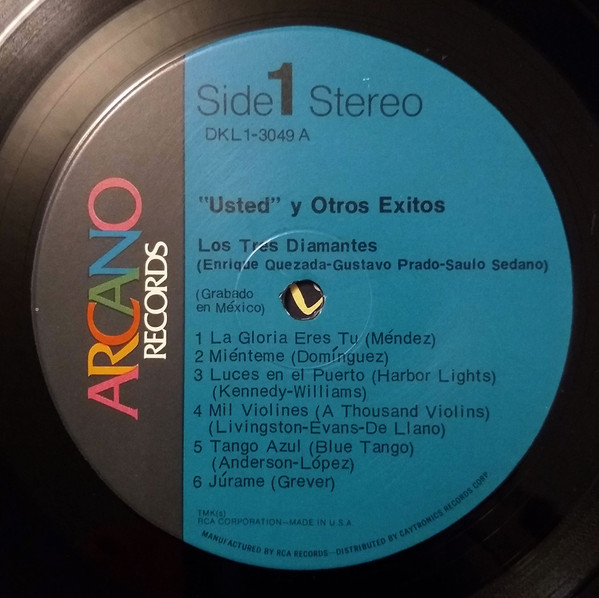 ARCANO
RECORDS
Side 1 Stereo
DKL1-3049 A
"Usted" y Otros Exitos
Los Tres Diamantes
(Enrique Quezada-Gustavo Prado-Saulo Sedano)
(Grabado
en México)
1 La Gloria Eres Tu (Méndez)
2 Miénteme (Domínguez)
3 Luces en el Puerto (Harbor Lights)
(Kennedy-Williams)
4 Mil Violines (A Thousand Violins)
(Livingston-Evans-De Llano)
5 Tango Azul (Blue Tango)
(Anderson-López)
6 Júrame (Grever)
TMK(s)
RCA CORPORATION—MADE IN U.S.A
MANUFACTURED BY RCA RECORDS—DISTRIBUTED BY CAYTRONICS RECORDS CORP